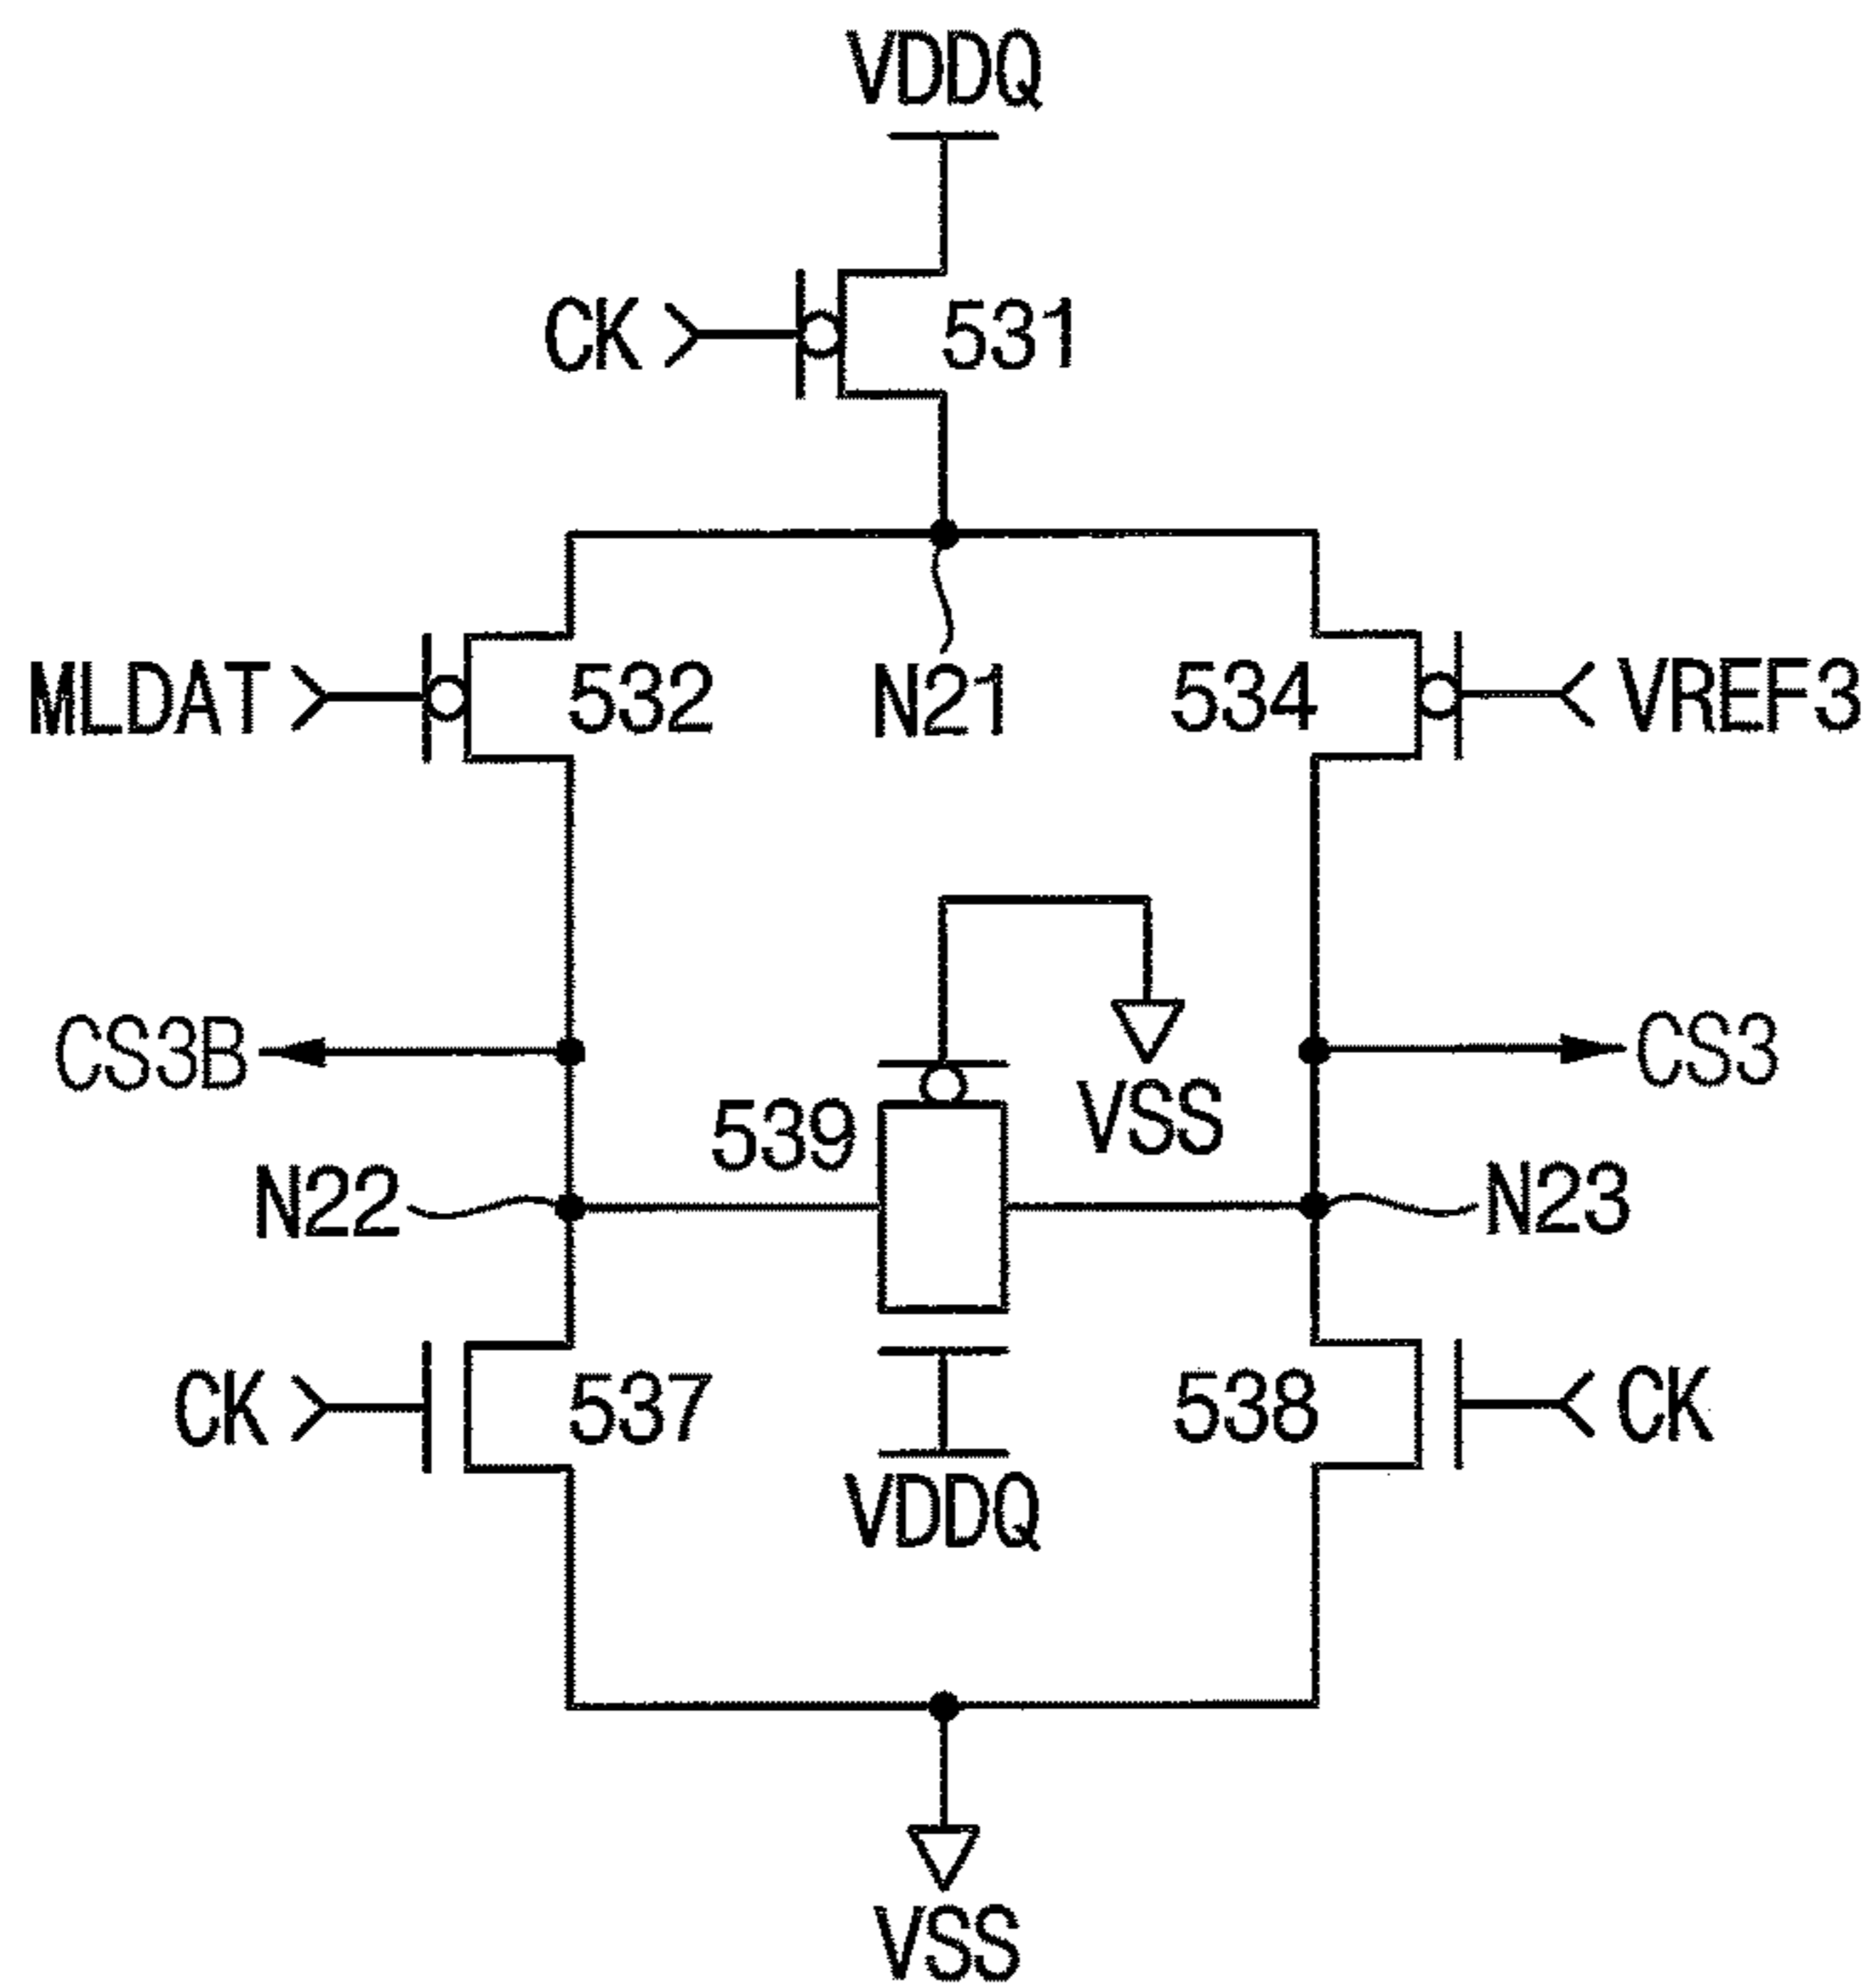 VDDQ
CK 531
MLDAT 532 N21 534 VREF3
CS3B CS3
539 VSS
N22 N23
CK 537 538 CK
VDDQ
VSS